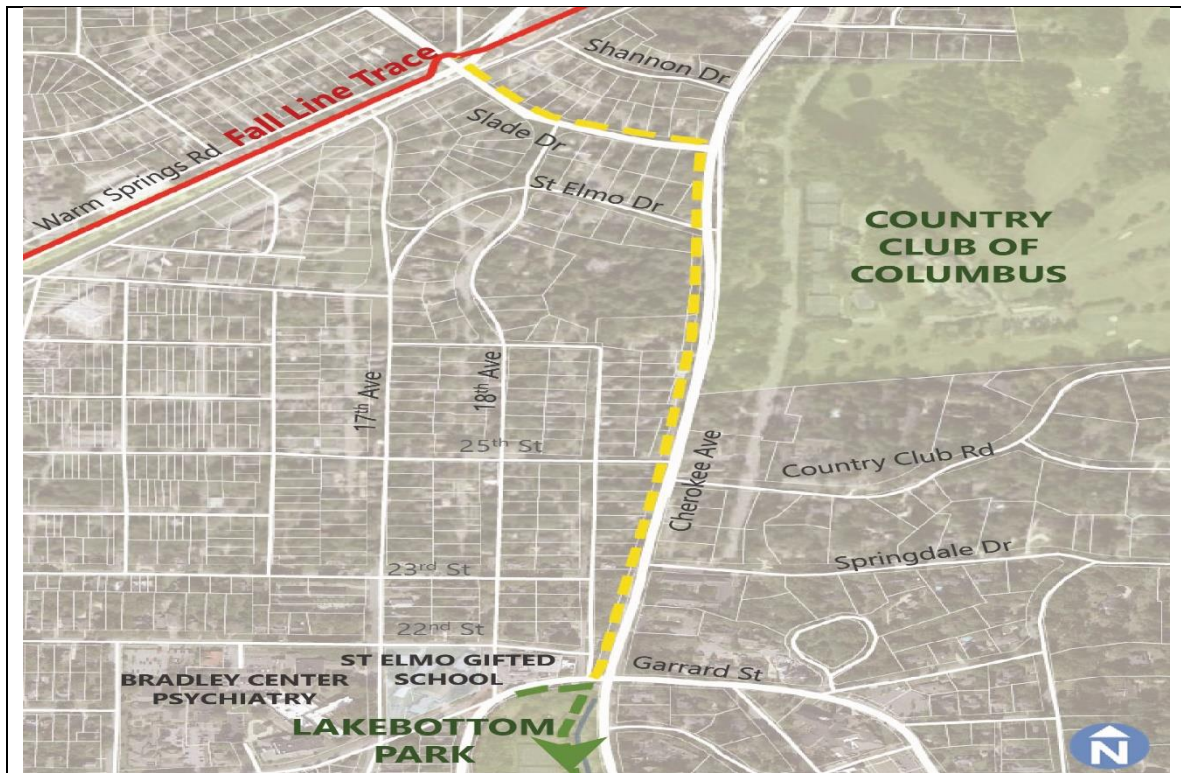 Shannon Dr
Fall Line Trace
Slade Dr
Warm Springs Rd
St Elmo Dr
COUNTRY
CLUB OF
COLUMBUS
17th Ave
18th Ave
25th St
Cherokee Ave
Country Club Rd
Springdale Dr
23rd St
22nd St
ST ELMO GIFTED
SCHOOL
Garrard St
BRADLEY CENTER
PSYCHIATRY
LAKEBOTTOM
PARK
N